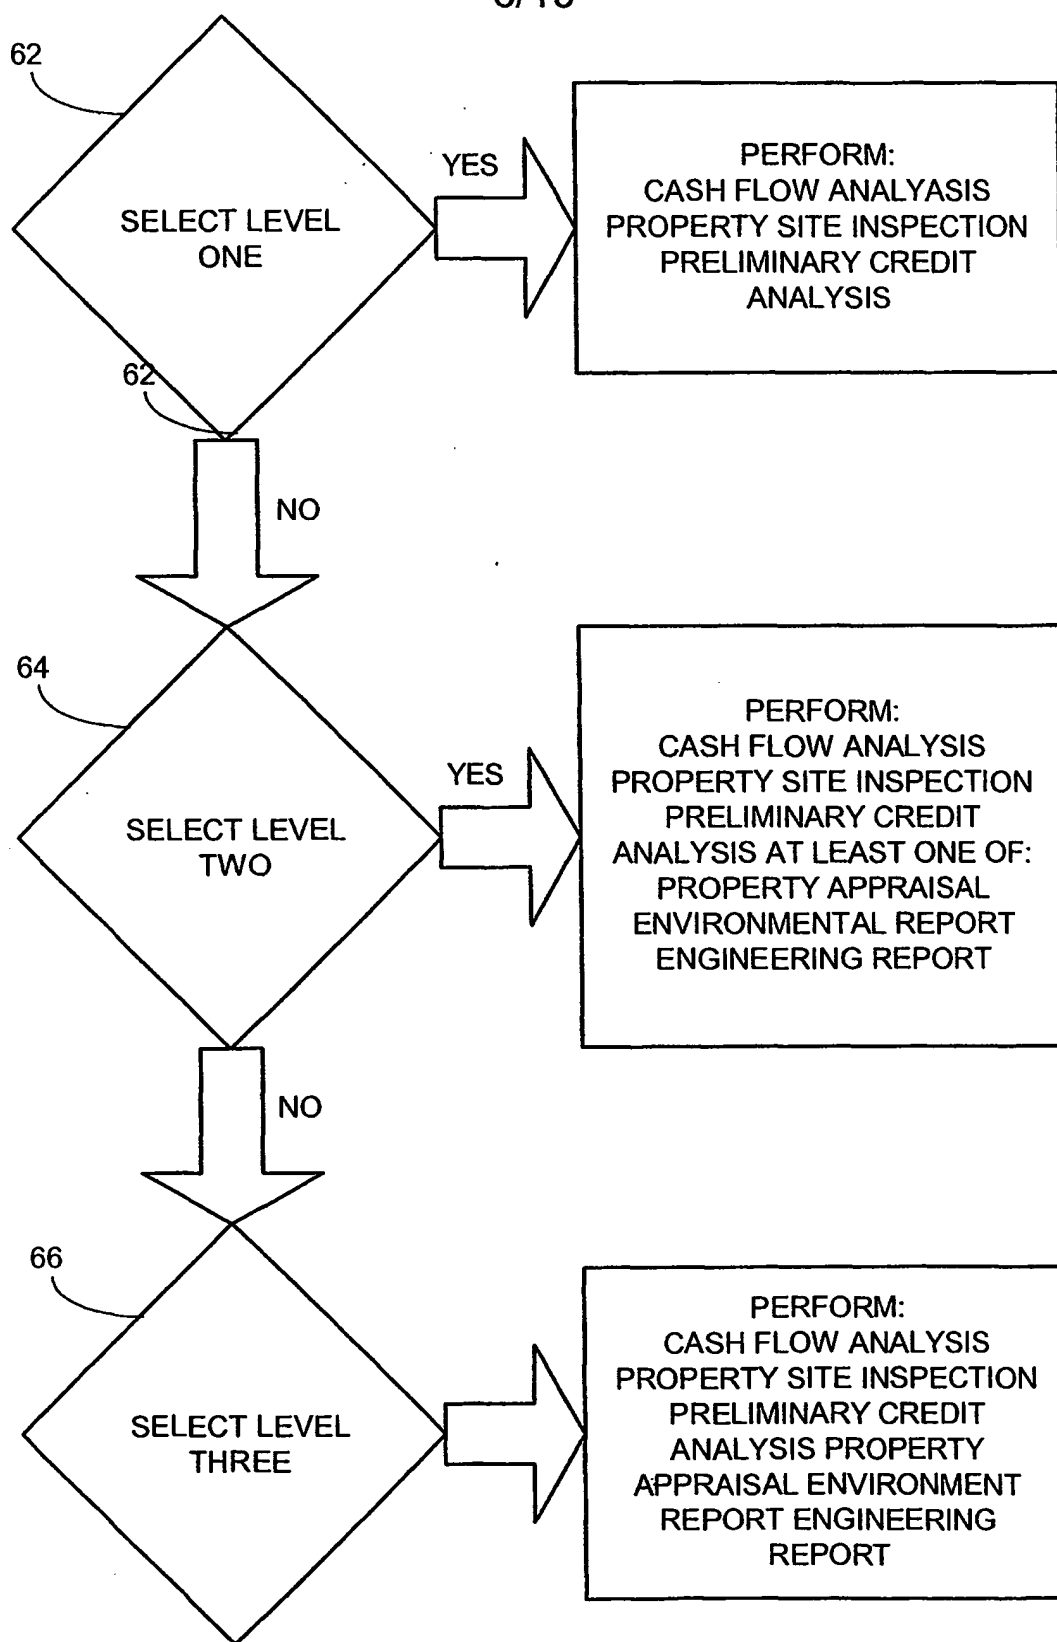 62
SELECT LEVEL
ONE
YES
PERFORM:
CASH FLOW ANALYASIS
PROPERTY SITE INSPECTION
PRELIMINARY CREDIT
ANALYSIS
62
NO
64
SELECT LEVEL
TWO
YES
PERFORM:
CASH FLOW ANALYSIS
PROPERTY SITE INSPECTION
PRELIMINARY CREDIT
ANALYSIS AT LEAST ONE OF:
PROPERTY APPRAISAL
ENVIRONMENTAL REPORT
ENGINEERING REPORT
NO
66
SELECT LEVEL
THREE
PERFORM:
CASH FLOW ANALYSIS
PROPERTY SITE INSPECTION
PRELIMINARY CREDIT
ANALYSIS PROPERTY
APPRAISAL ENVIRONMENT
REPORT ENGINEERING
REPORT